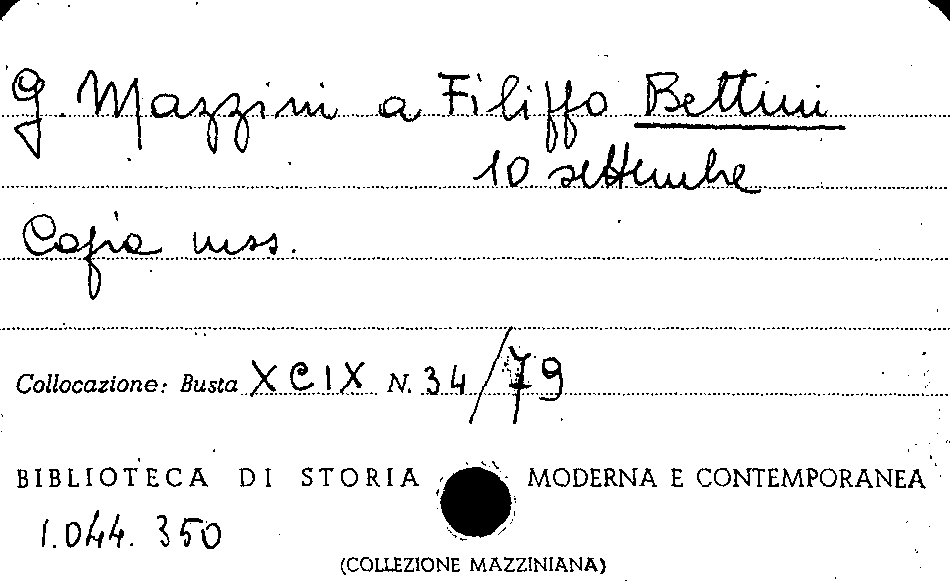 G. Mazzini a Filippo Bettini
10 settembre
Copia mss.
Collocazione: Busta XCIX N. 34/79
BIBLIOTECA DI STORIA MODERNA E CONTEMPORANEA
1.044.350
(COLLEZIONE MAZZINIANA)